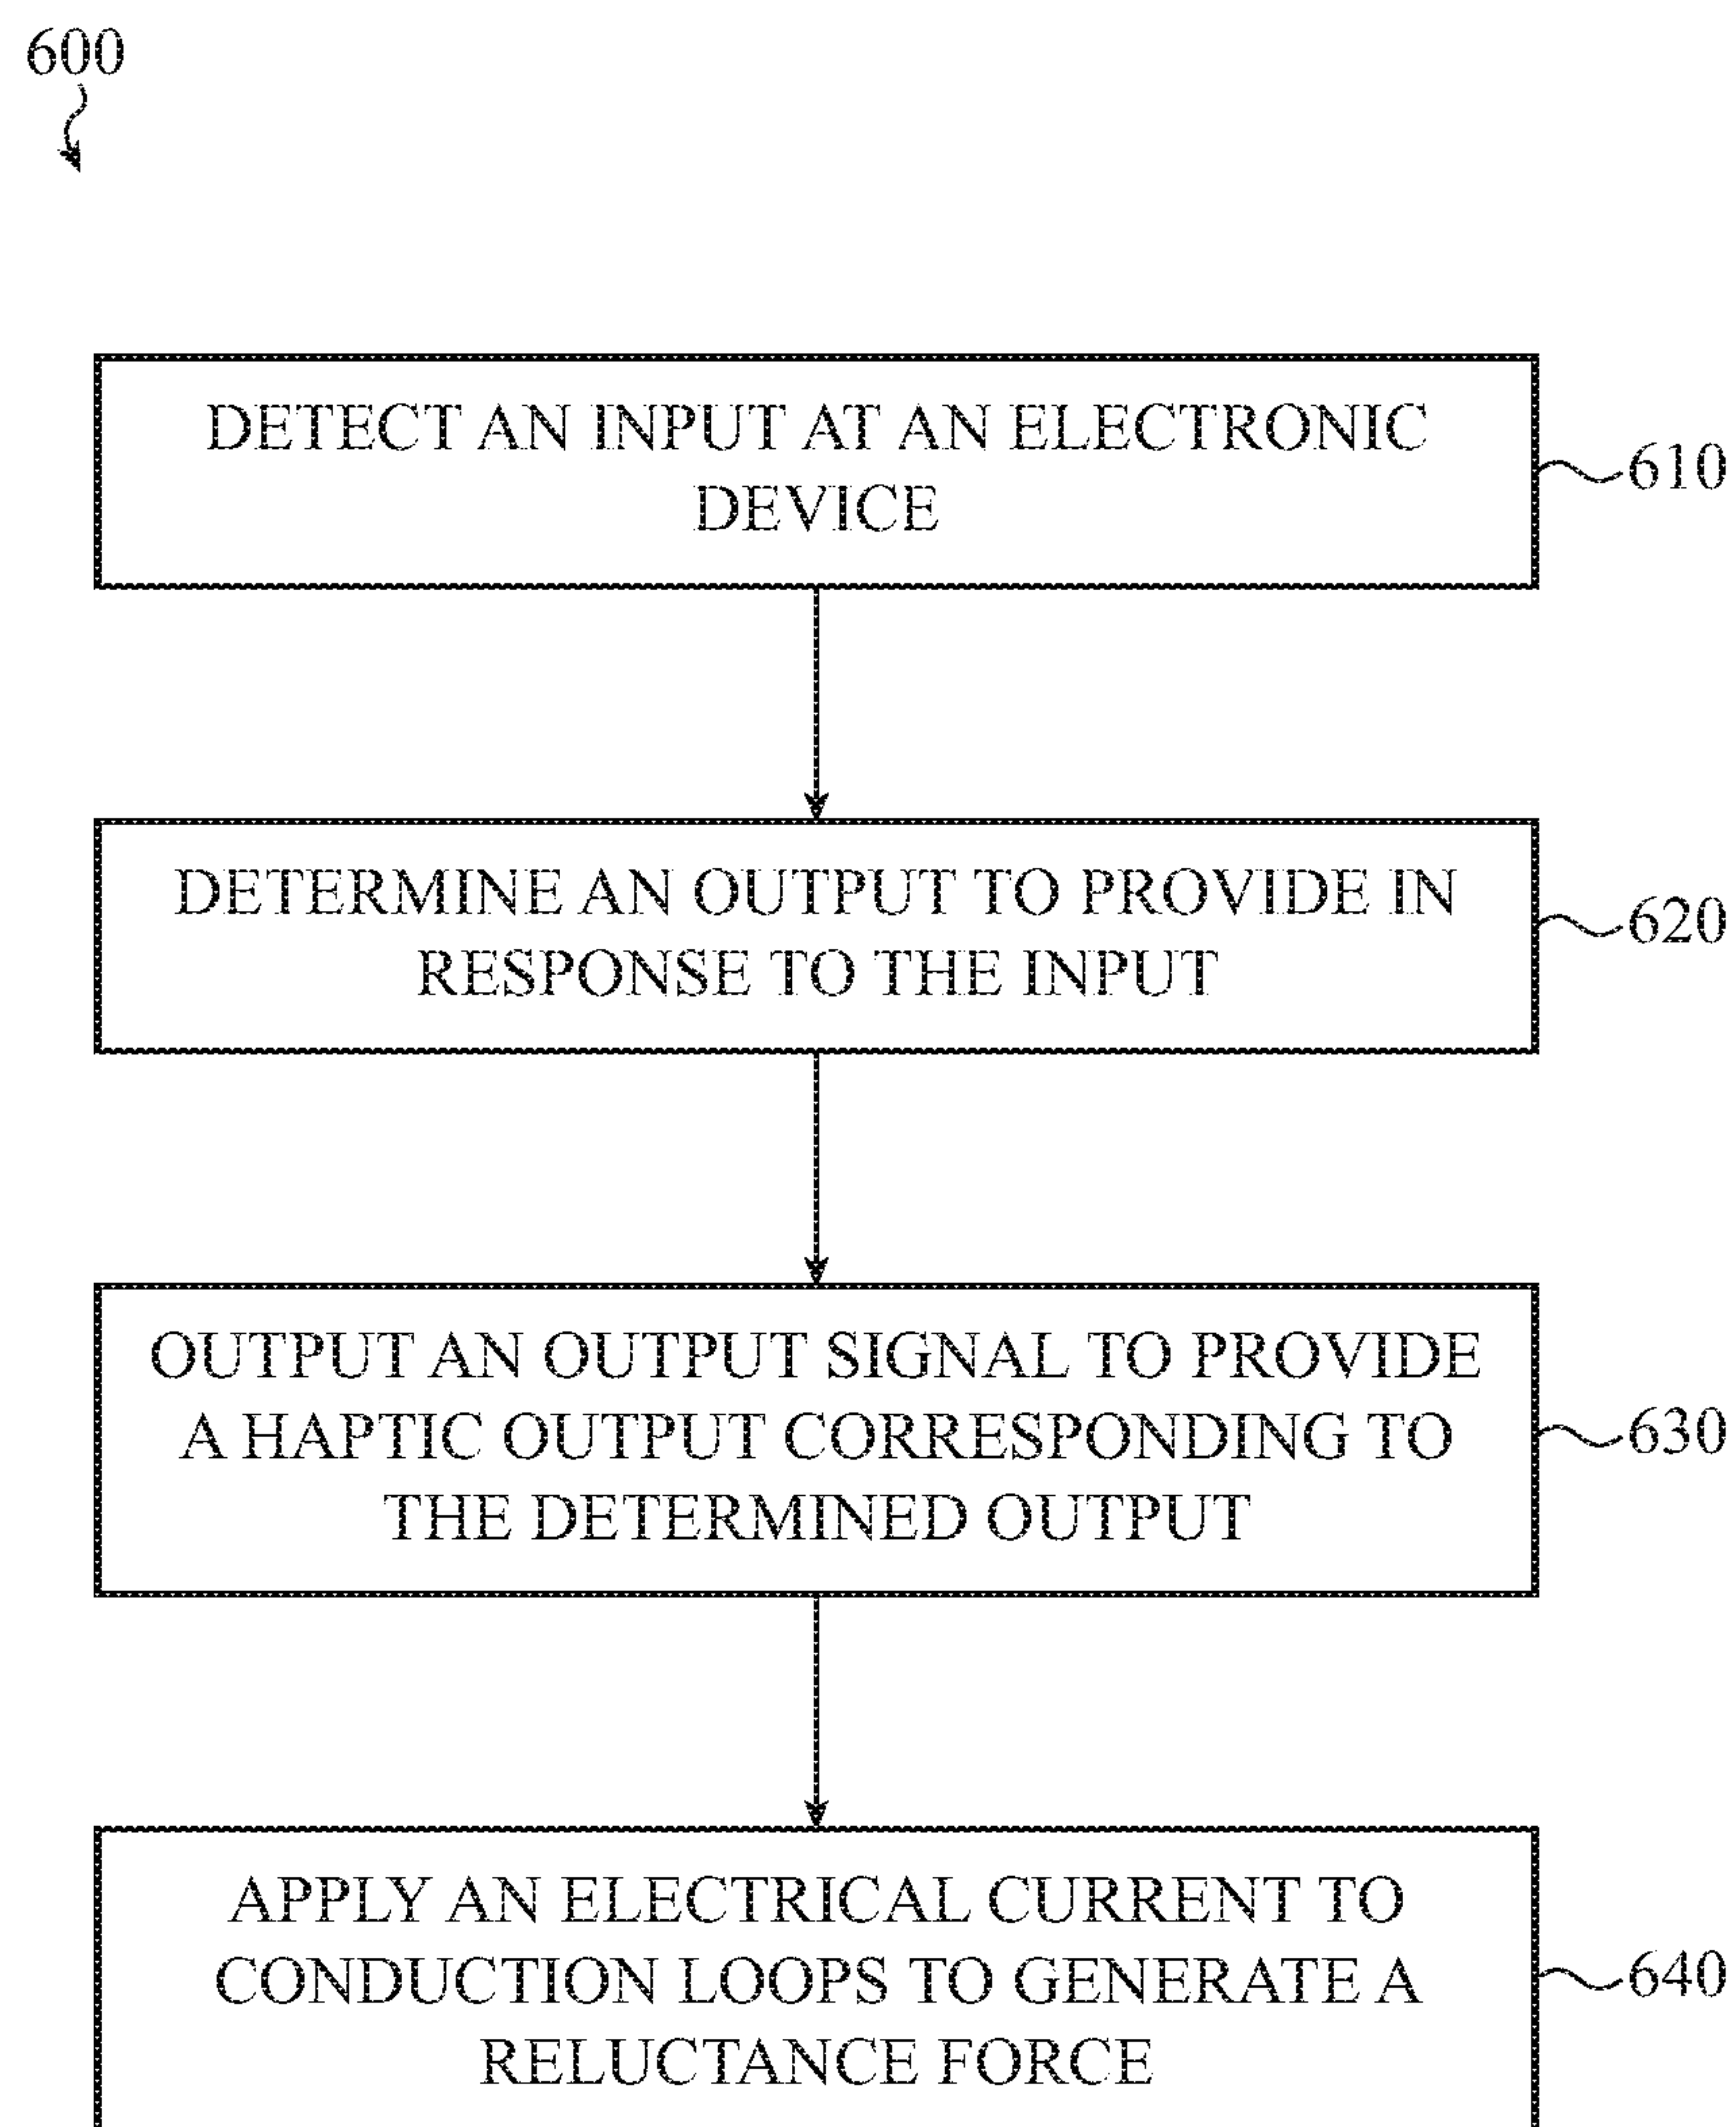 600
DETECT AN INPUT AT AN ELECTRONIC
DEVICE
610
DETERMINE AN OUTPUT TO PROVIDE IN
RESPONSE TO THE INPUT
620
OUTPUT AN OUTPUT SIGNAL TO PROVIDE
A HAPTIC OUTPUT CORRESPONDING TO
THE DETERMINED OUTPUT
630
APPLY AN ELECTRICAL CURRENT TO
CONDUCTION LOOPS TO GENERATE A
RELUCTANCE FORCE
640